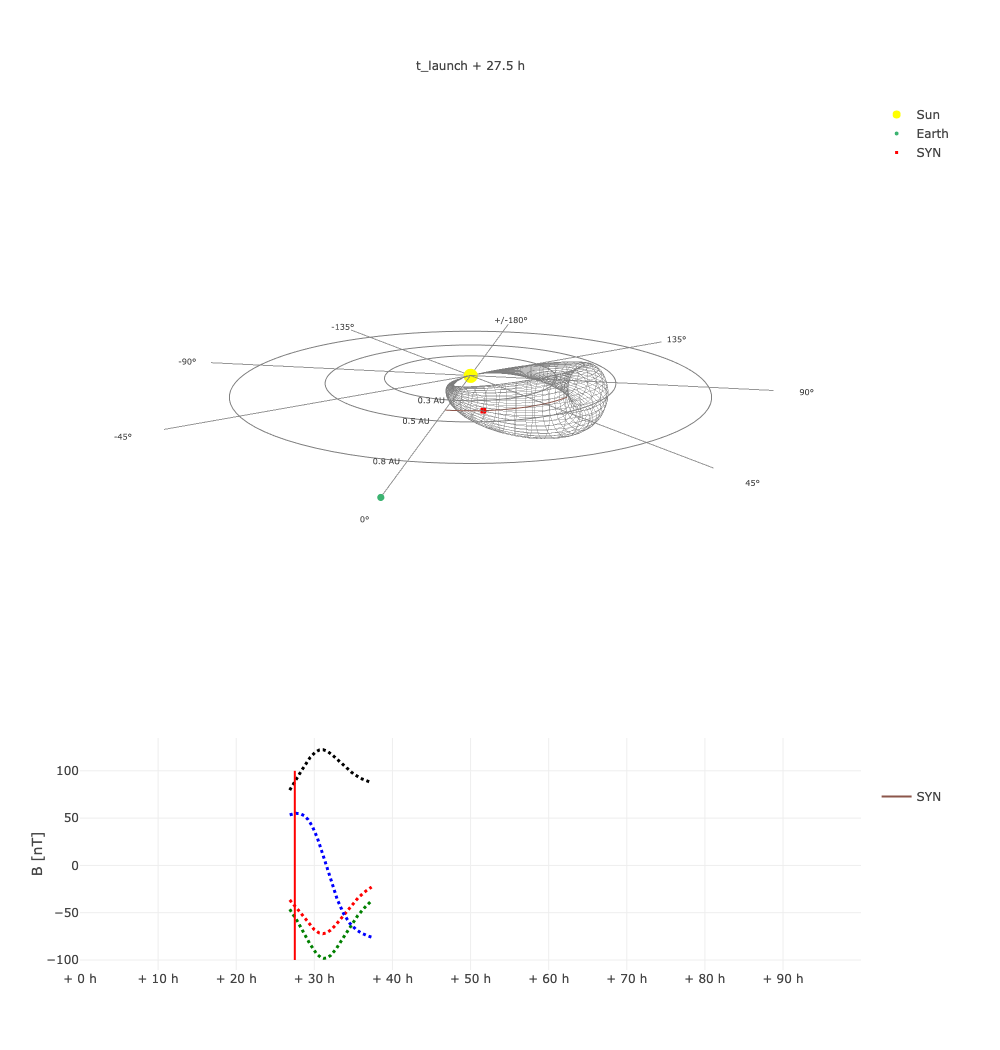 t_launch + 27.5 h
Sun
Earth
SYN
+/-180°
-135°
135°
-90°
90°
0.3 AU
0.5 AU
-45°
0.8 AU
45°
0°
100
50
0
−50
−100
B [nT]
SYN
+ 0 h
+ 10 h
+ 20 h
+ 30 h
+ 40 h
+ 50 h
+ 60 h
+ 70 h
+ 80 h
+ 90 h